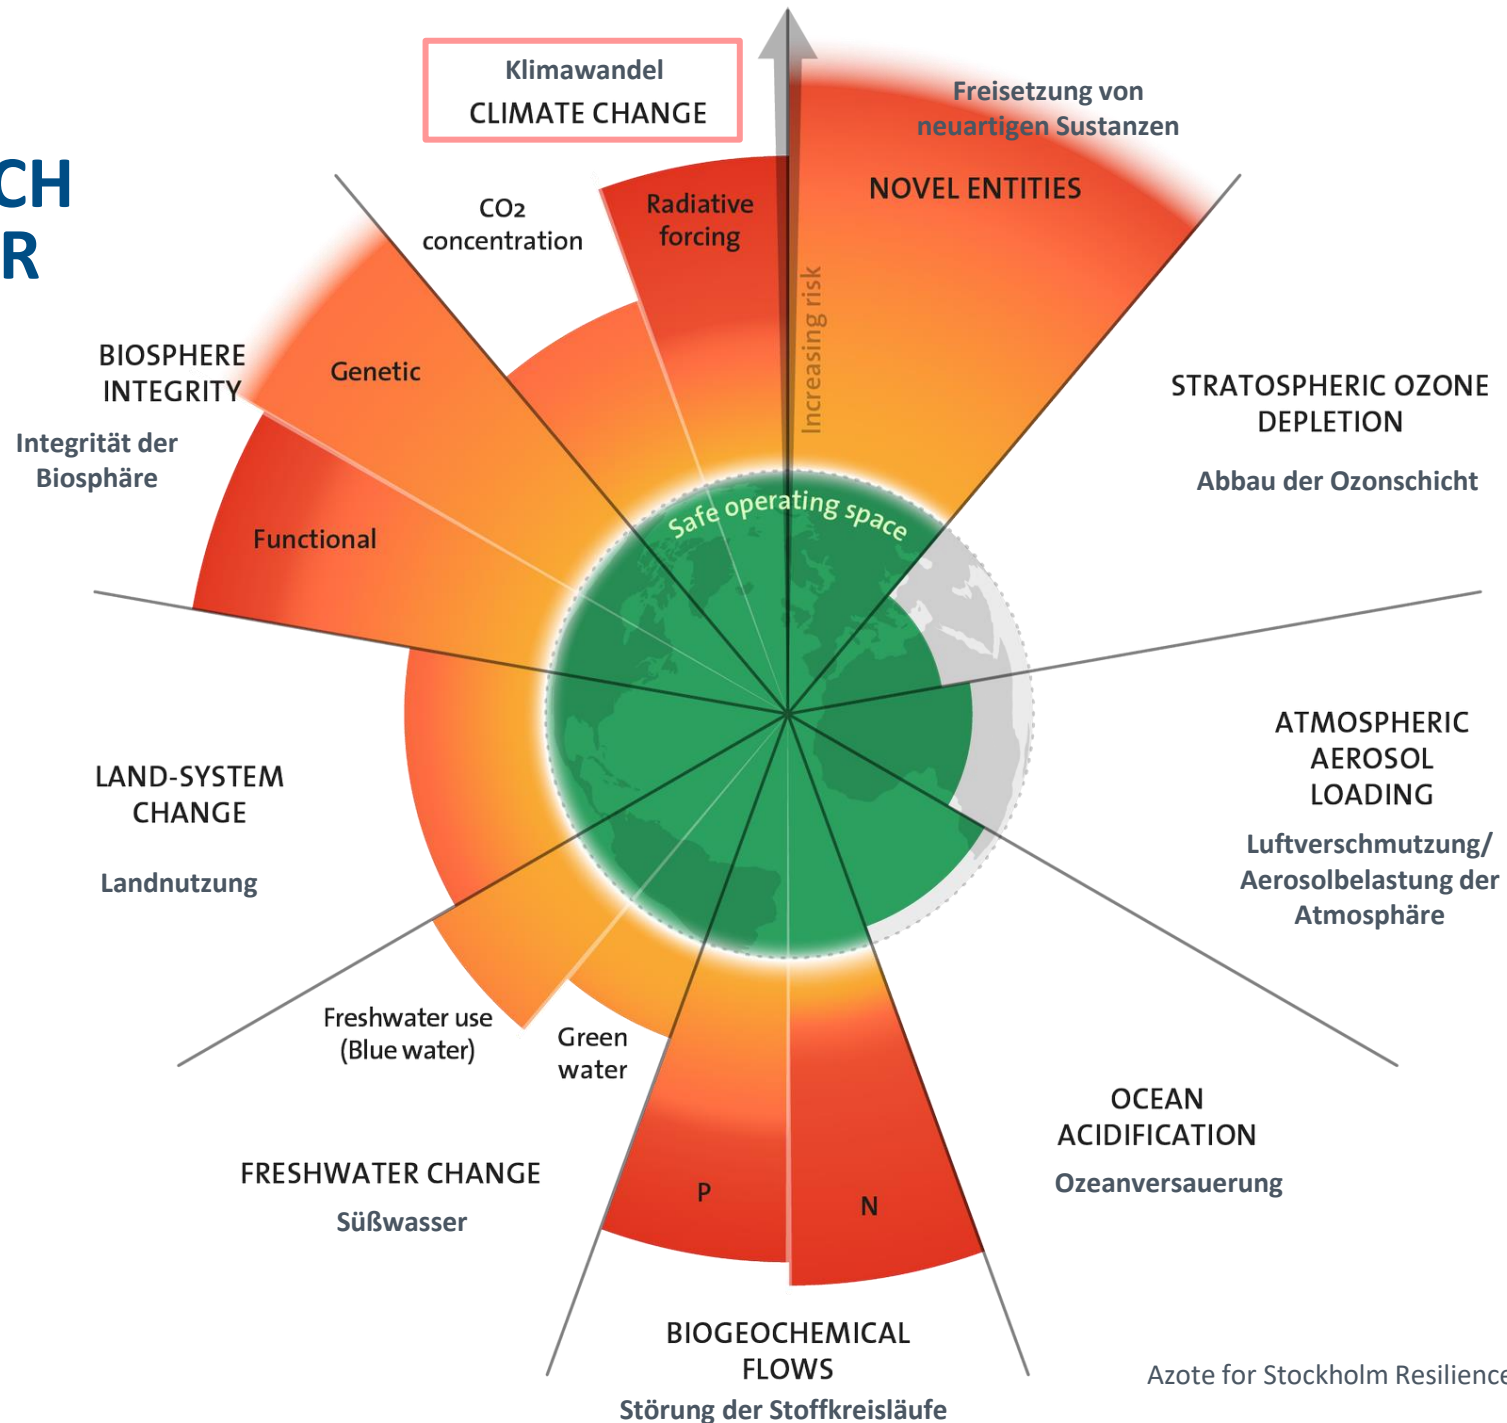 CH
R
Klimawandel
CLIMATE CHANGE
Freisetzung von
neuartigen Sustanzen
NOVEL ENTITIES
CO2
concentration
Radiative
forcing
Increasing risk
BIOSPHERE
INTEGRITY
Integrität der
Biosphäre
Genetic
Functional
STRATOSPHERIC OZONE
DEPLETION
Abbau der Ozonschicht
Safe operating space
ATMOSPHERIC
AEROSOL
LOADING
Luftverschmutzung/
Aerosolbelastung der
Atmosphäre
LAND-SYSTEM
CHANGE
Landnutzung
Freshwater use
(Blue water)
Green
water
FRESHWATER CHANGE
Süßwasser
P
N
OCEAN
ACIDIFICATION
Ozeanversauerung
BIOGEOCHEMICAL
FLOWS
Störung der Stoffkreisläufe
Azote for Stockholm Resilience